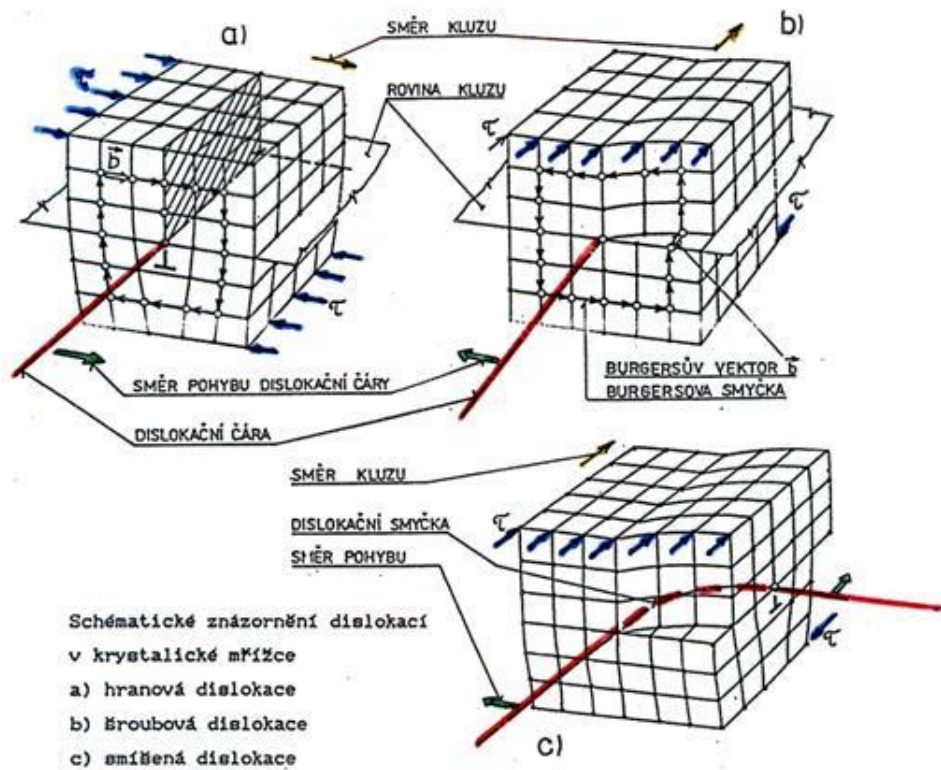 a)
SMĚR KLUZU
b)
τ
ROVINA KLUZU
τ
b
τ
τ
SMĚR POHYBU DISLOKAČNÍ ČÁRY
BURGERSŮV VEKTOR b
BURGERSOVA SMYČKA
DISLOKAČNÍ ČÁRA
SMĚR KLUZU
DISLOKAČNÍ SMYČKA
τ
SMĚR POHYBU
τ
Schématické znázornění dislokací
v krystalické mřížce
a) hranová dislokace
b) šroubová dislokace
c) smíšená dislokace
c)